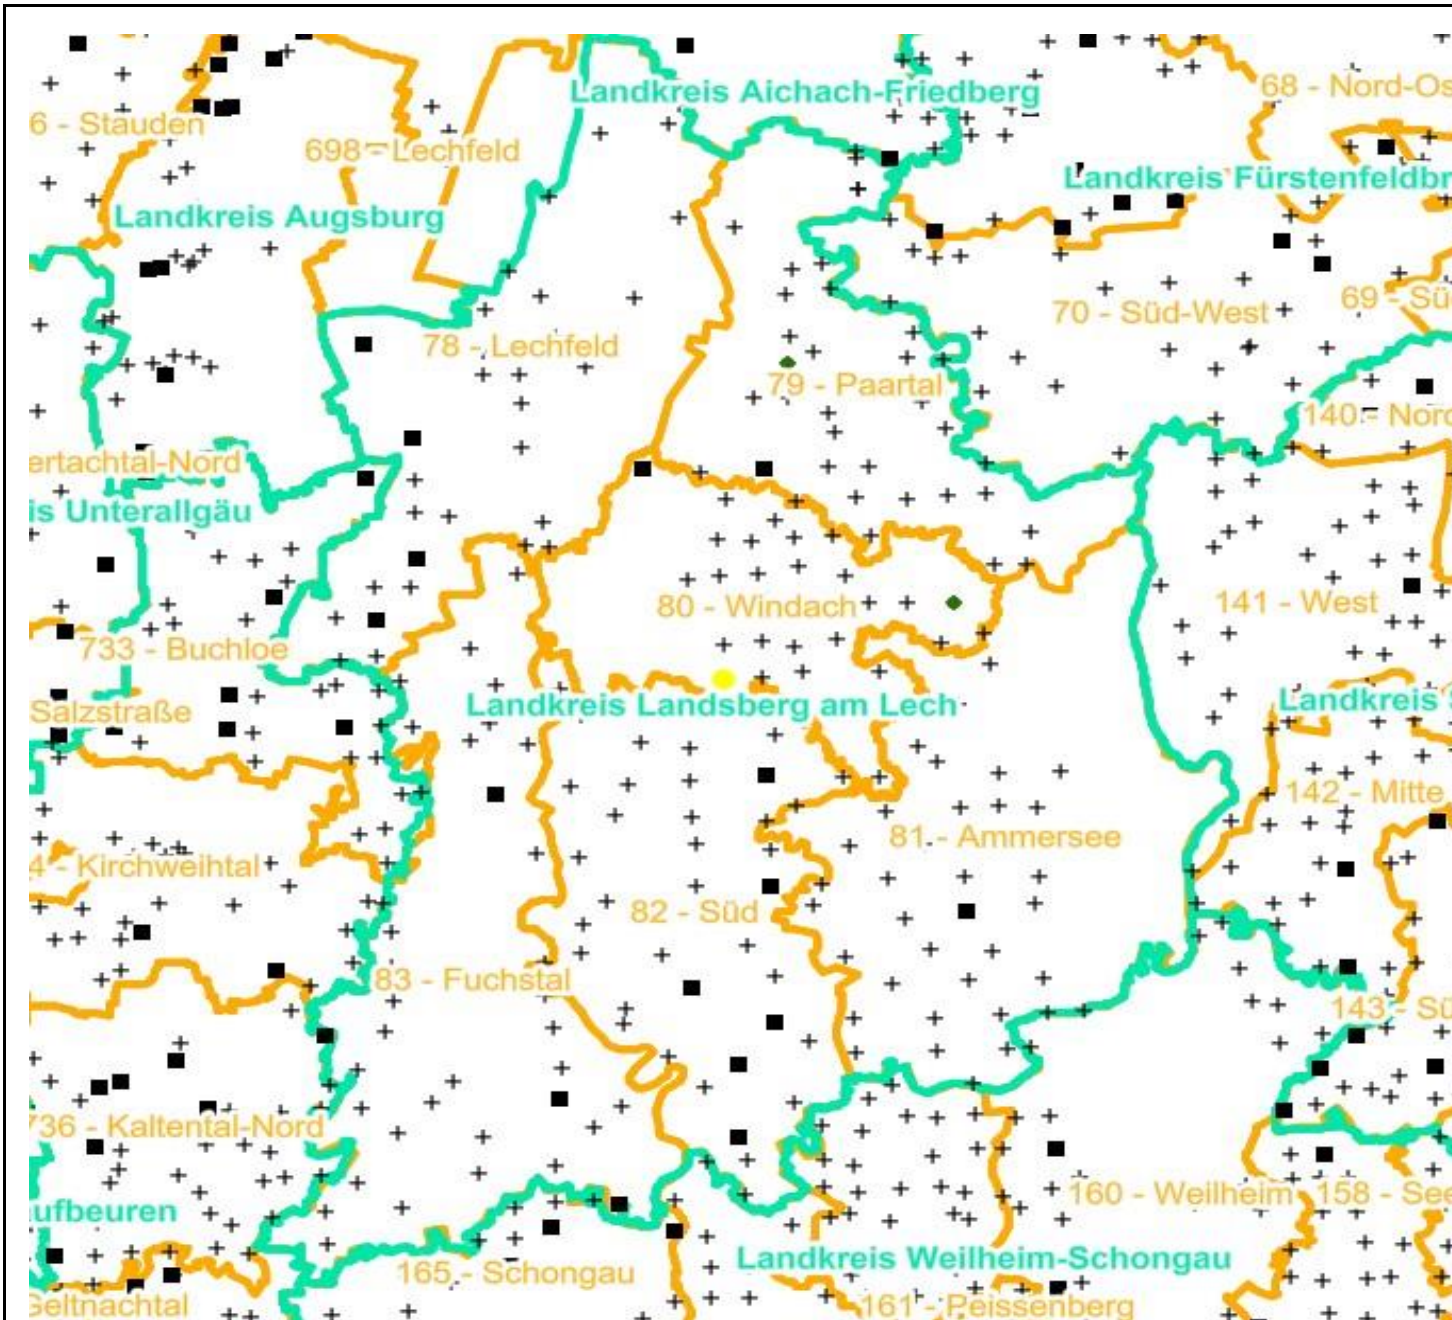 Landkreis Aichach-Friedberg
68 - Nord-Os
6 - Stauden
698 - Lechfeld
Landkreis Fürstenfeldbr
Landkreis Augsburg
69 - Sü
70 - Süd-West
78 - Lechfeld
79 - Paartal
140 - Nord
ertachtal-Nord
is Unterallgäu
80 - Windach
141 - West
733 - Buchloe
Landkreis
Salzstraße
Landkreis Landsberg am Lech
142 - Mitte
81 - Ammersee
4 - Kirchweihtal
82 - Süd
83 - Fuchstal
143 - Sü
736 - Kaltental-Nord
160 - Weilheim
158 - See
ufbeuren
Landkreis Weilheim-Schongau
165 - Schongau
Geltnachtal
161 - Peissenberg